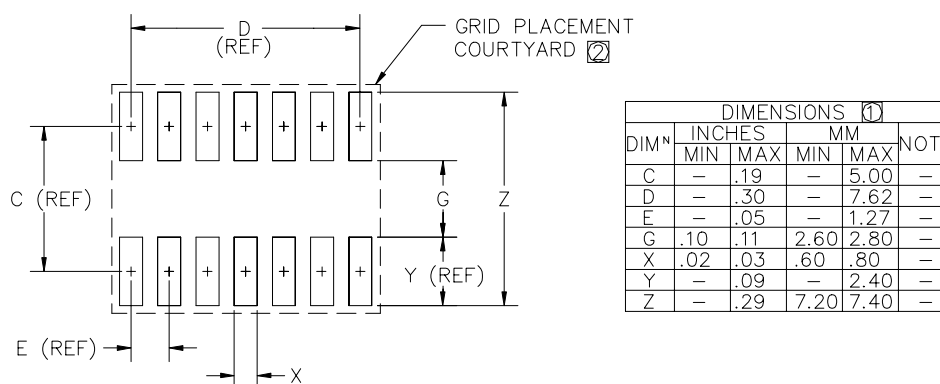 D
(REF)
GRID PLACEMENT
COURTYARD 2
C (REF)
G
Z
Y (REF)
E (REF)
X
DIMENSIONS 1
DIMᴺ INCHES MM NOT
MIN MAX MIN MAX
C – .19 – 5.00 –
D – .30 – 7.62 –
E – .05 – 1.27 –
G .10 .11 2.60 2.80 –
X .02 .03 .60 .80 –
Y – .09 – 2.40 –
Z – .29 7.20 7.40 –